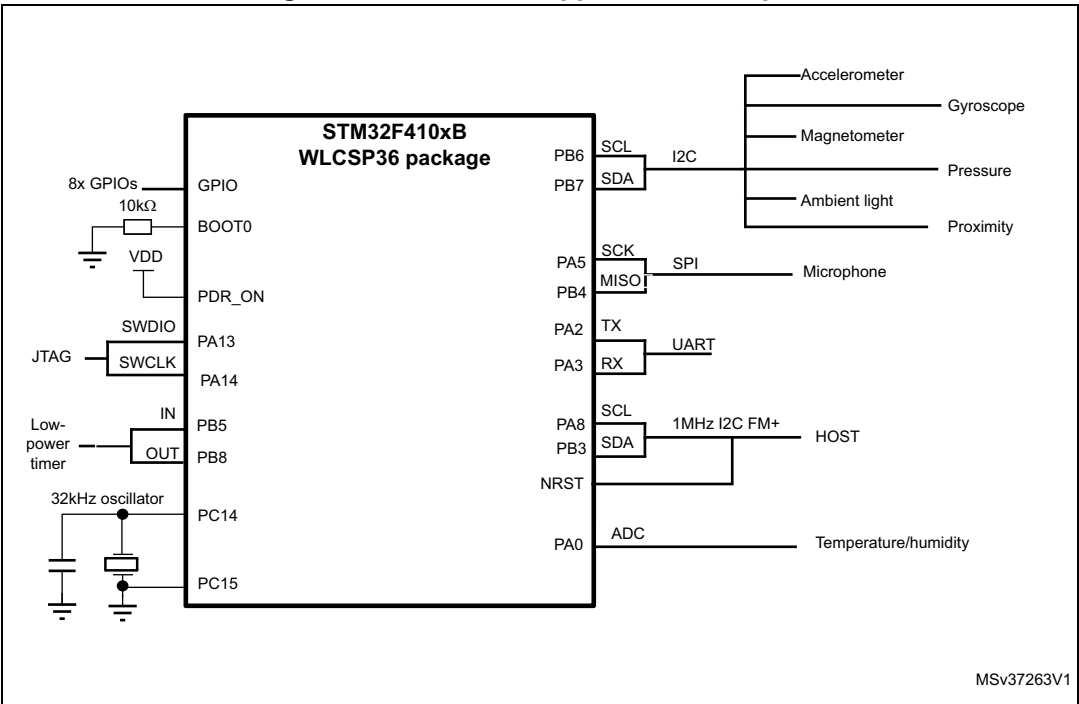 STM32F410xB
WLCSP36 package
8x GPIOs
GPIO
10kΩ
BOOT0
VDD
PDR_ON
SWDIO
PA13
JTAG
SWCLK
PA14
IN
PB5
Low-
power
timer
OUT
PB8
32kHz oscillator
PC14
PC15
PB6
SCL
I2C
PB7
SDA
Accelerometer
Gyroscope
Magnetometer
Pressure
Ambient light
Proximity
PA5
SCK
SPI
Microphone
PB4
MISO
PA2
TX
UART
PA3
RX
PA8
SCL
1MHz I2C FM+
HOST
PB3
SDA
NRST
PA0
ADC
Temperature/humidity
MSv37263V1